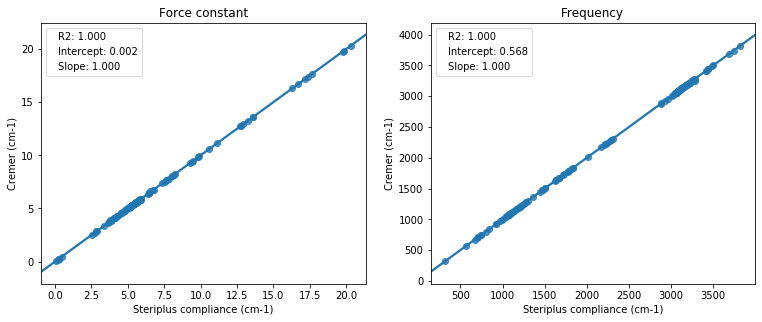 Force constant
R2: 1.000
Intercept: 0.002
Slope: 1.000
20
15
10
5
0
Cremer (cm-1)
0.0 2.5 5.0 7.5 10.0 12.5 15.0 17.5 20.0
Steriplus compliance (cm-1)
Frequency
R2: 1.000
Intercept: 0.568
Slope: 1.000
4000
3500
3000
2500
2000
1500
1000
500
0
Cremer (cm-1)
500 1000 1500 2000 2500 3000 3500
Steriplus compliance (cm-1)